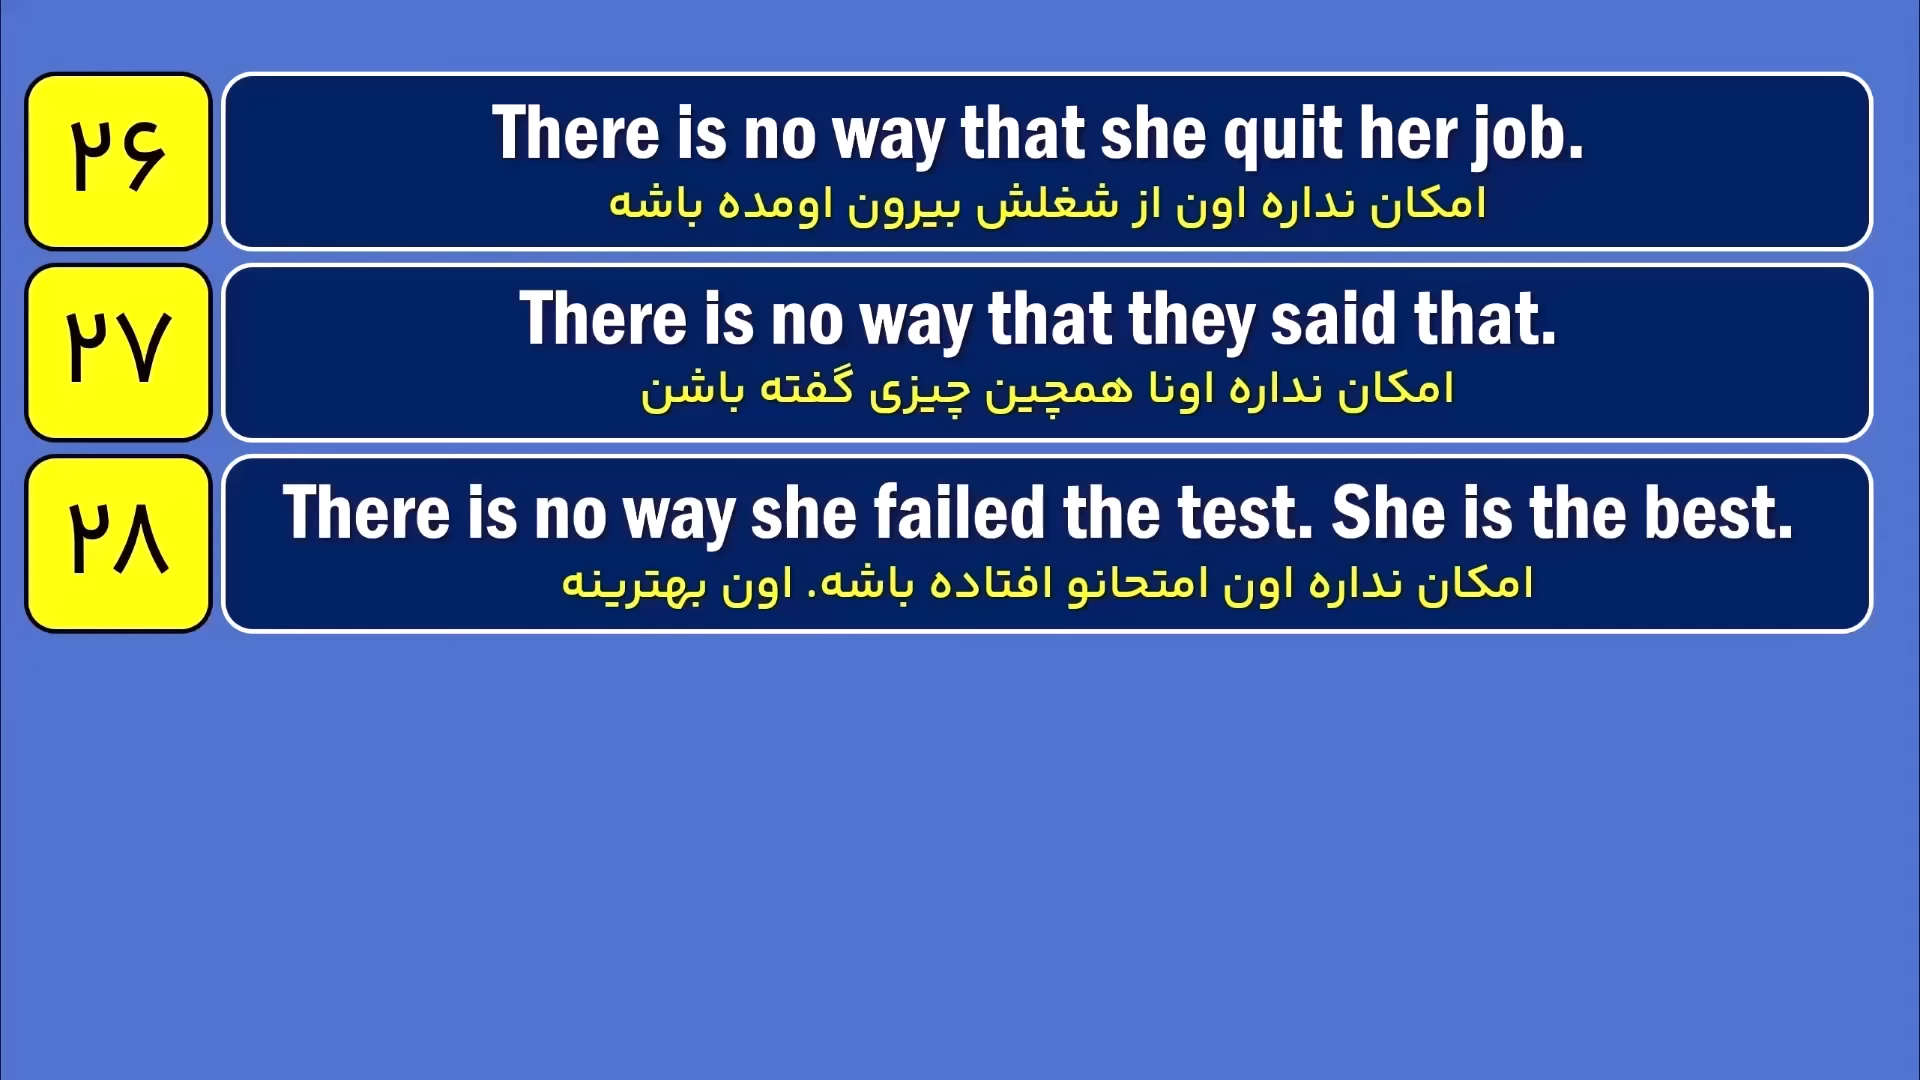 ۲۶
There is no way that she quit her job.
امکان نداره اون از شغلش بیرون اومده باشه
۲۷
There is no way that they said that.
امکان نداره اونا همچین چیزی گفته باشن
۲۸
There is no way she failed the test. She is the best.
امکان نداره اون امتحانو افتاده باشه. اون بهترینه